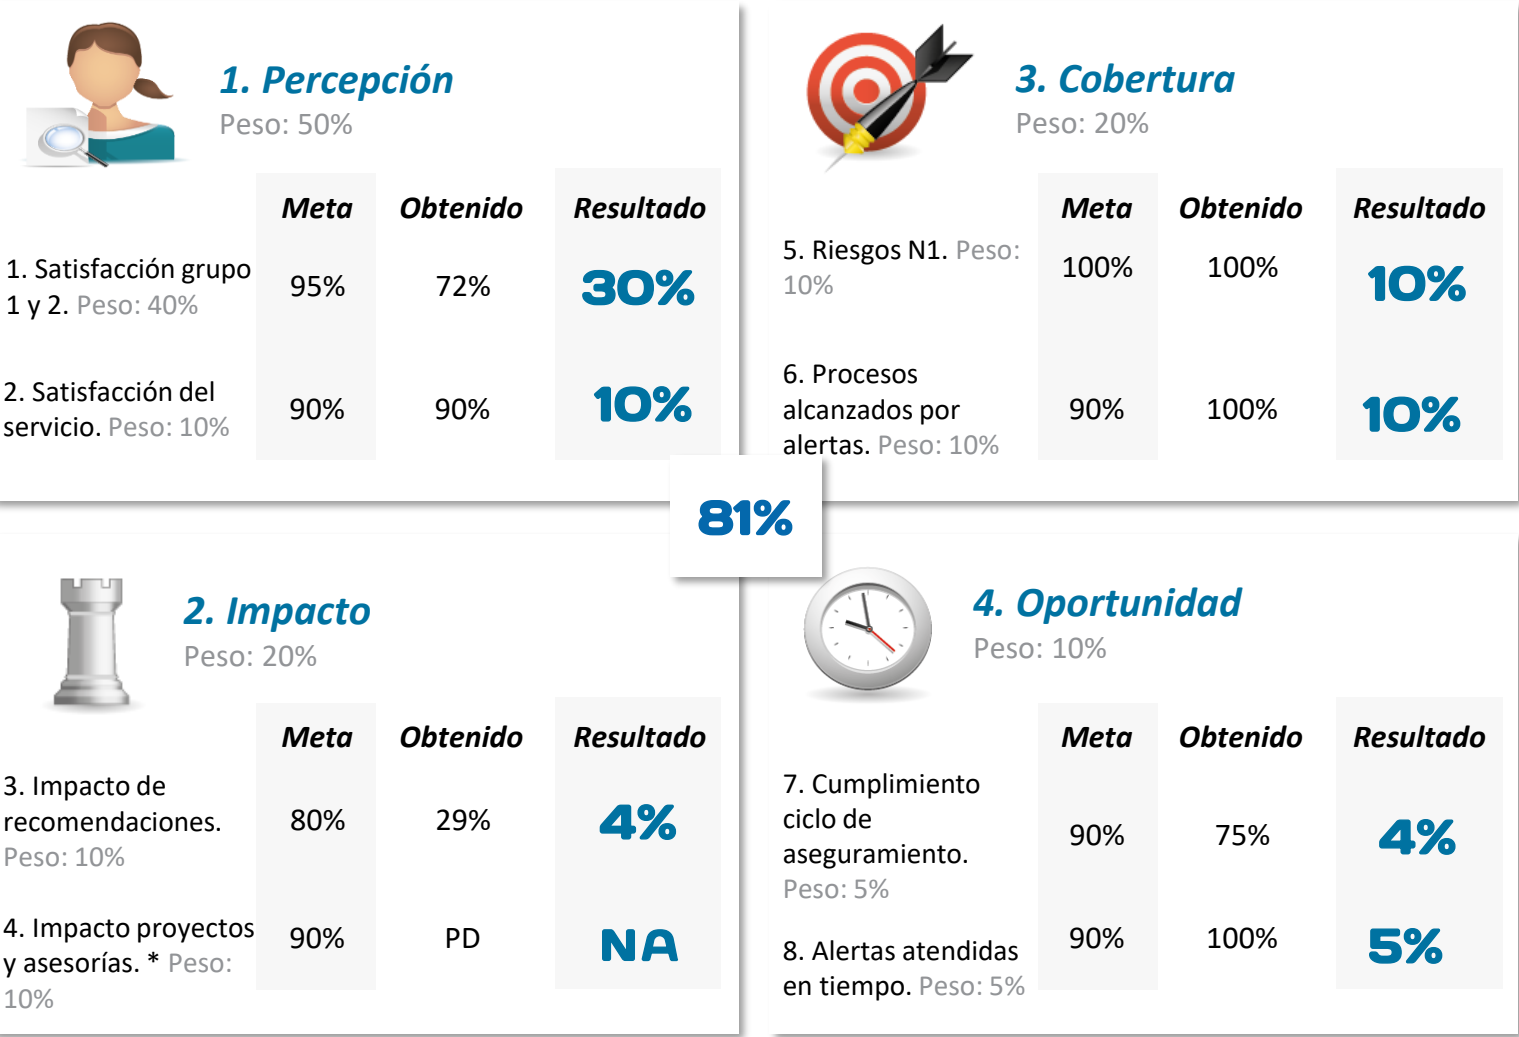 1. Percepción
Peso: 50%
Meta Obtenido Resultado
1. Satisfacción grupo
1 y 2. Peso: 40%
95% 72% 30%
2. Satisfacción del
servicio. Peso: 10%
90% 90% 10%
3. Cobertura
Peso: 20%
Meta Obtenido Resultado
5. Riesgos N1. Peso:
10%
100% 100% 10%
6. Procesos
alcanzados por
alertas. Peso: 10%
90% 100% 10%
81%
2. Impacto
Peso: 20%
Meta Obtenido Resultado
3. Impacto de
recomendaciones.
Peso: 10%
80% 29% 4%
4. Impacto proyectos
y asesorías. * Peso:
10%
90% PD NA
4. Oportunidad
Peso: 10%
Meta Obtenido Resultado
7. Cumplimiento
ciclo de
aseguramiento.
Peso: 5%
90% 75% 4%
8. Alertas atendidas
en tiempo. Peso: 5%
90% 100% 5%